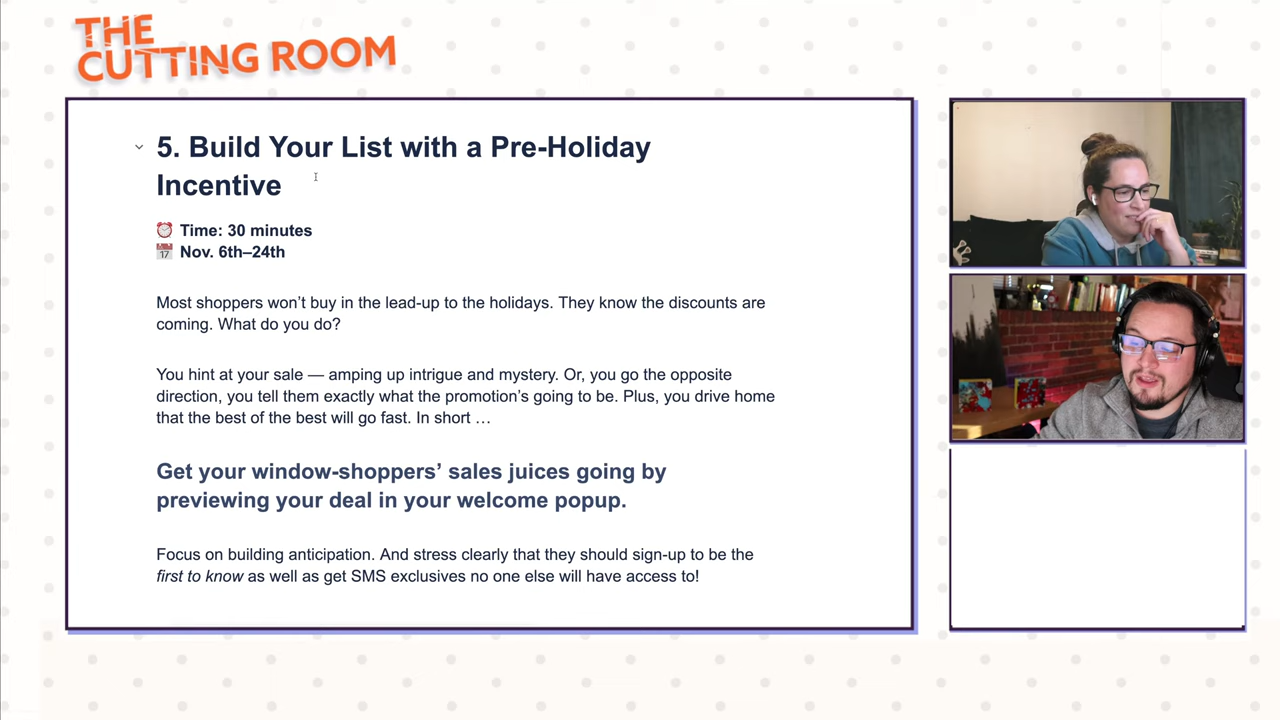 THE
CUTTING ROOM
5. Build Your List with a Pre-Holiday
Incentive
⏰ Time: 30 minutes
📅 Nov. 6th–24th
Most shoppers won’t buy in the lead-up to the holidays. They know the discounts are
coming. What do you do?
You hint at your sale — amping up intrigue and mystery. Or, you go the opposite
direction, you tell them exactly what the promotion’s going to be. Plus, you drive home
that the best of the best will go fast. In short …
Get your window-shoppers’ sales juices going by
previewing your deal in your welcome popup.
Focus on building anticipation. And stress clearly that they should sign-up to be the
first to know as well as get SMS exclusives no one else will have access to!